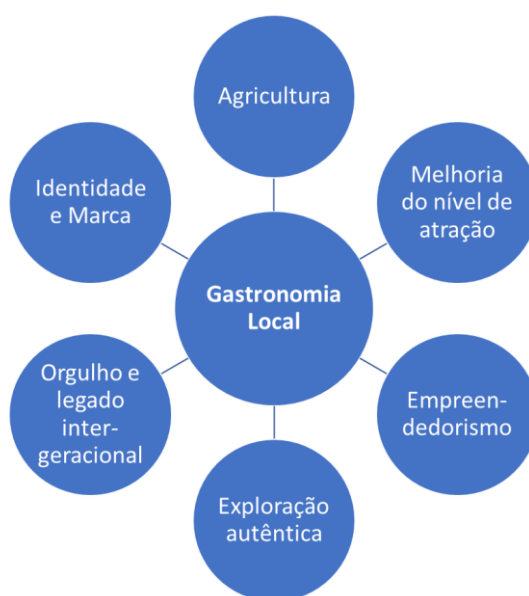 Agricultura
Melhoria
do nível de
atração
Empreen-
dedorismo
Exploração
autêntica
Orgulho e
legado
inter-
geracional
Identidade
e Marca
Gastronomia
Local